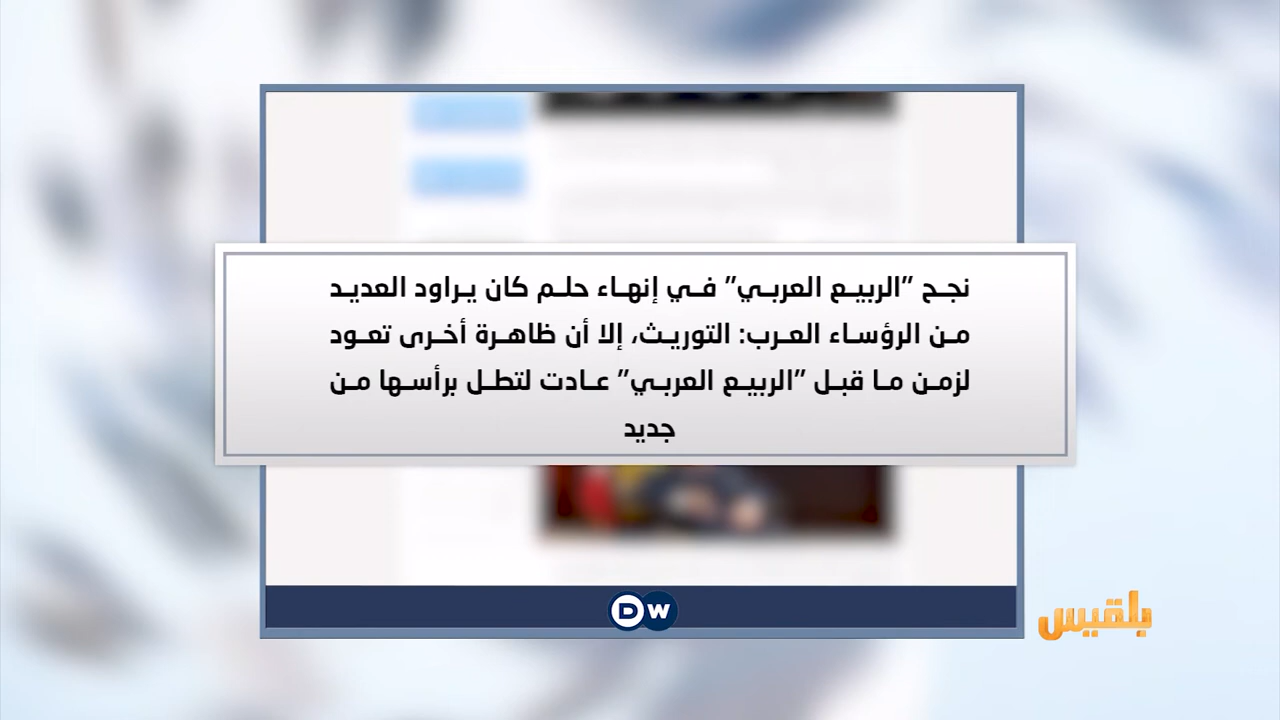 نجح "الربيع العربي" في إنهاء حلم كان يراود العديد
من الرؤساء العرب: التوريث، إلا أن ظاهرة أخرى تعود
لزمن ما قبل "الربيع العربي" عادت لتطل برأسها من
جديد
DW
بلقيس